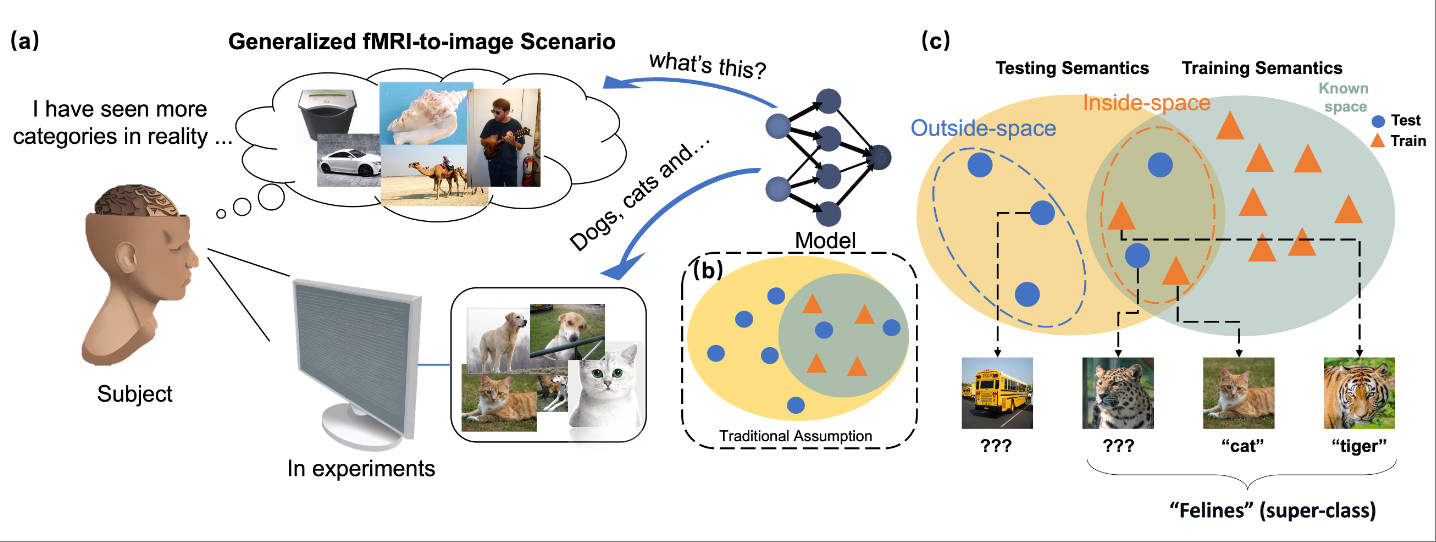 (a)
Generalized fMRI-to-image Scenario
what's this?
I have seen more
categories in reality ...
Dogs, cats and...
Model
Subject
In experiments
(b)
Traditional Assumption
(c)
Testing Semantics
Training Semantics
Known
space
Inside-space
Outside-space
Test
Train
???
???
“cat”
“tiger”
“Felines” (super-class)